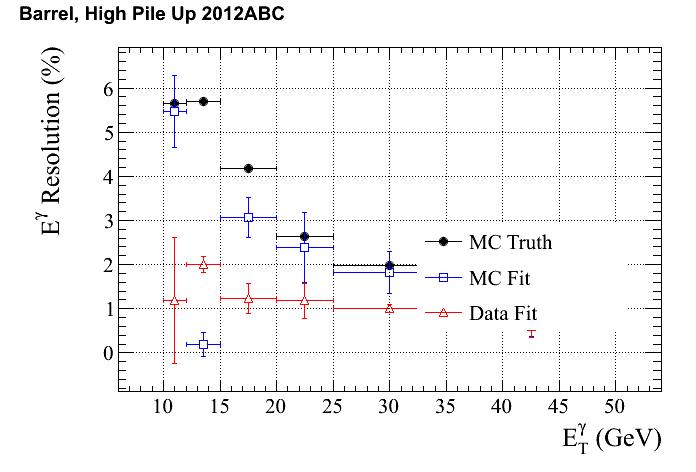 Barrel, High Pile Up 2012ABC
E^γ Resolution (%)
6
5
4
3
2
1
0
MC Truth
MC Fit
Data Fit
10 15 20 25 30 35 40 45 50
E_T^γ (GeV)